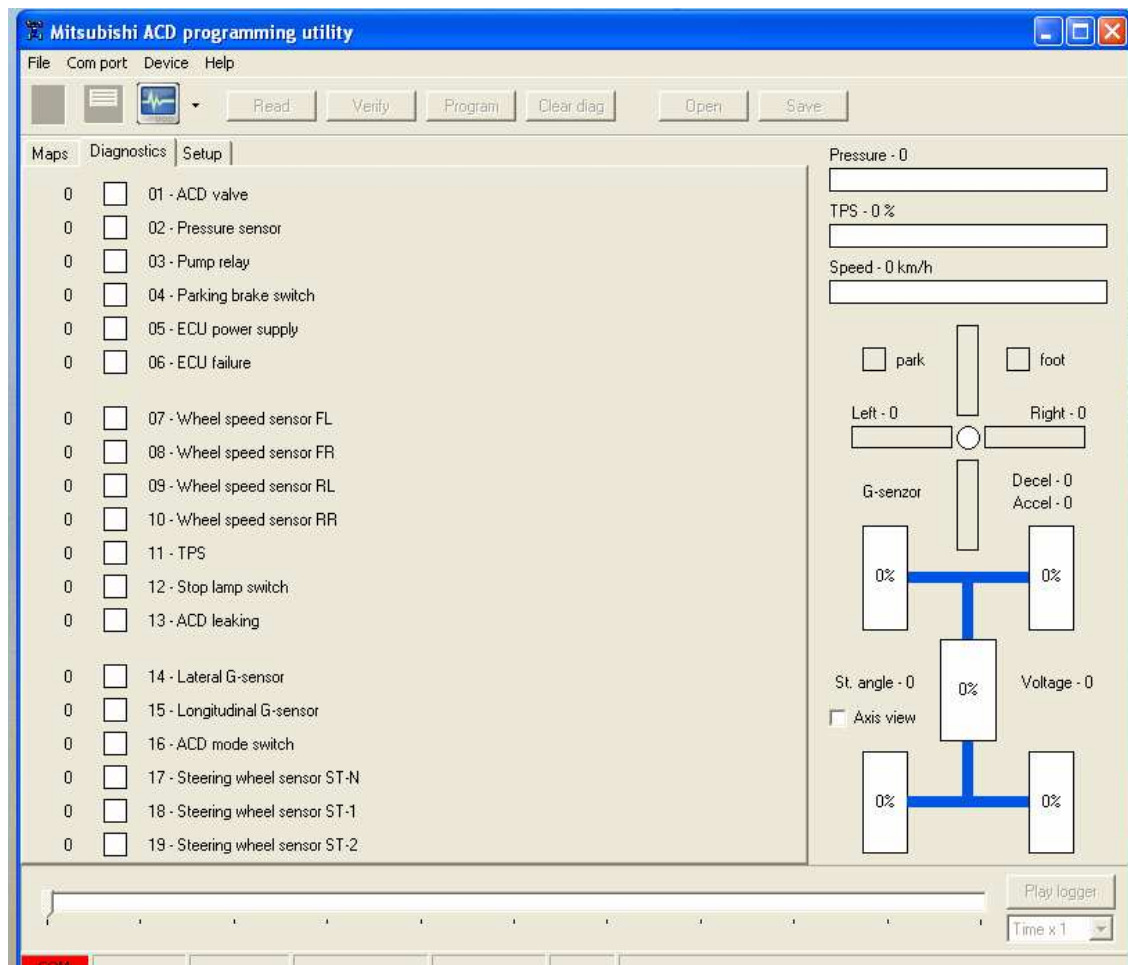 Mitsubishi ACD programming utility
File Com port Device Help
Read Verify Program Clear diag Open Save
Maps Diagnostics Setup
0 01 - ACD valve
0 02 - Pressure sensor
0 03 - Pump relay
0 04 - Parking brake switch
0 05 - ECU power supply
0 06 - ECU failure
0 07 - Wheel speed sensor FL
0 08 - Wheel speed sensor FR
0 09 - Wheel speed sensor RL
0 10 - Wheel speed sensor RR
0 11 - TPS
0 12 - Stop lamp switch
0 13 - ACD leaking
0 14 - Lateral G-sensor
0 15 - Longitudinal G-sensor
0 16 - ACD mode switch
0 17 - Steering wheel sensor ST-N
0 18 - Steering wheel sensor ST-1
0 19 - Steering wheel sensor ST-2
Pressure - 0
TPS - 0 %
Speed - 0 km/h
park foot
Left - 0 Right - 0
G-senzor Decel - 0
Accel - 0
0% 0%
St. angle - 0 0% Voltage - 0
Axis view
0% 0%
Play logger
Time x 1